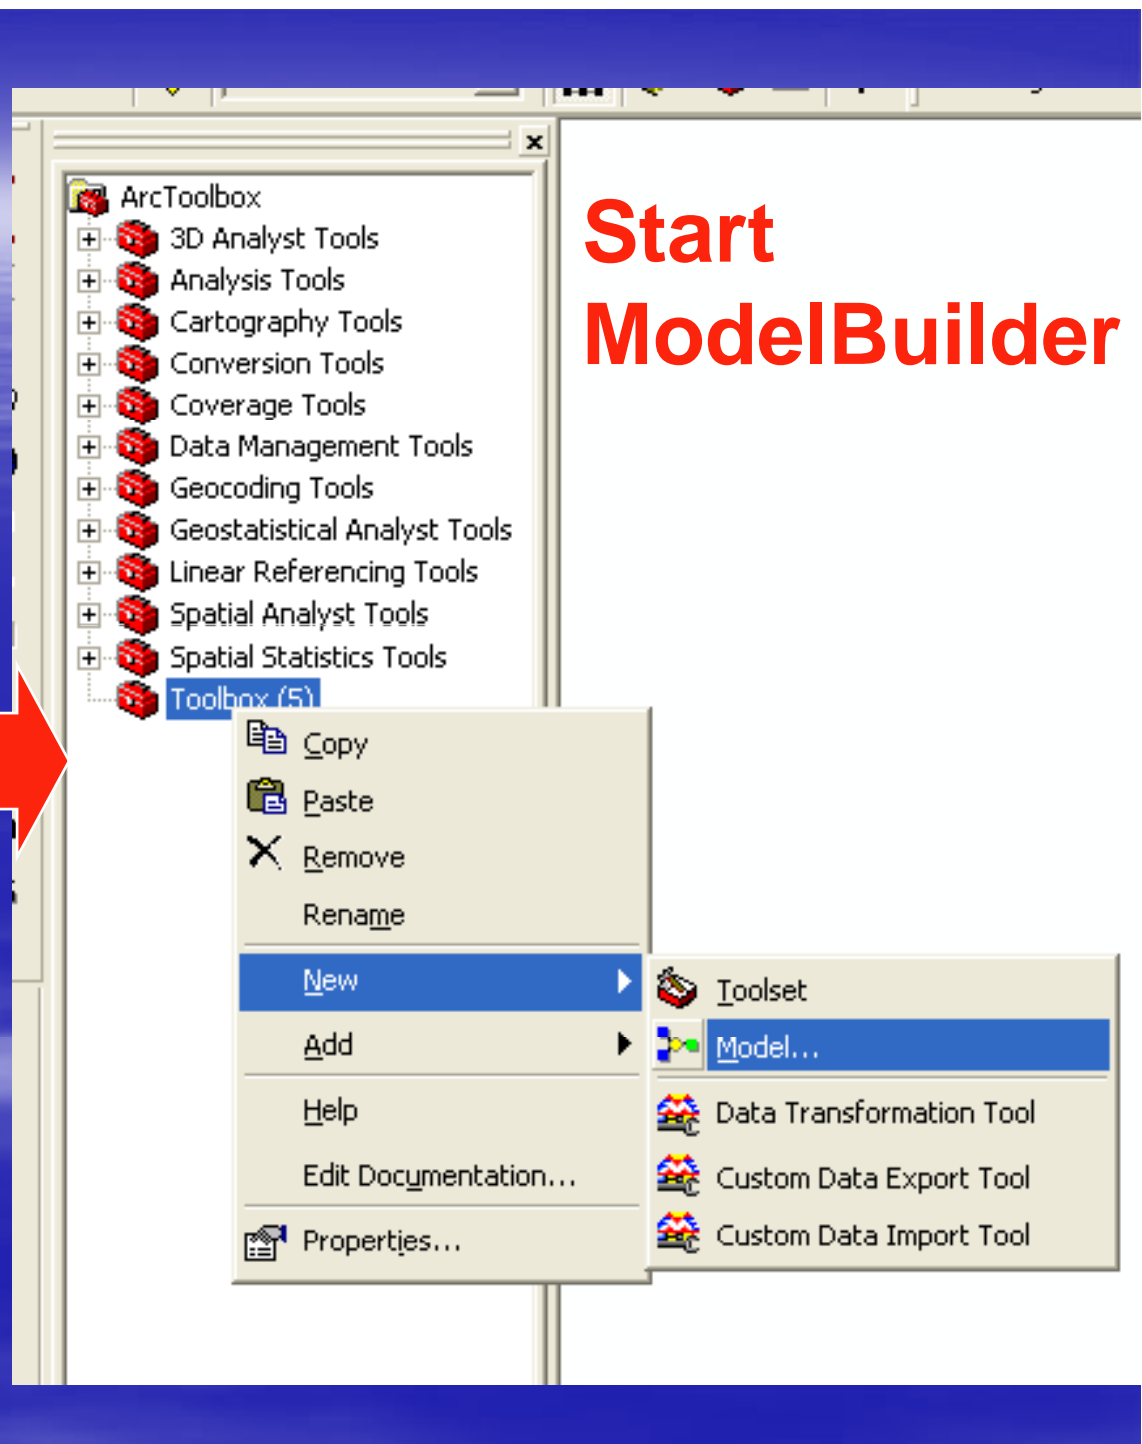 Start
ModelBuilder
ArcToolbox
3D Analyst Tools
Analysis Tools
Cartography Tools
Conversion Tools
Coverage Tools
Data Management Tools
Geocoding Tools
Geostatistical Analyst Tools
Linear Referencing Tools
Spatial Analyst Tools
Spatial Statistics Tools
Toolbox (5)
Copy
Paste
Remove
Rename
New
Add
Help
Edit Documentation...
Properties...
Toolset
Model...
Data Transformation Tool
Custom Data Export Tool
Custom Data Import Tool